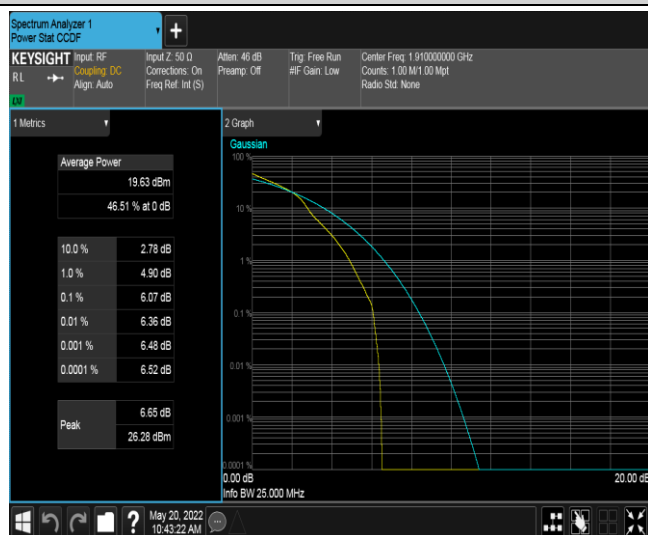 Spectrum Analyzer 1
Power Stat CCDF
+
KEYSIGHT
RL
Input: RF
Coupling: DC
Align: Auto
Input Z: 50 Ω
Corrections: On
Freq Ref: Int (S)
Atten: 46 dB
Preamp: Off
Trig: Free Run
#IF Gain: Low
Center Freq: 1.910000000 GHz
Counts: 1.00 M/1.00 Mpt
Radio Std: None
1 Metrics
Average Power
19.63 dBm
46.51 % at 0 dB
10.0 % 2.78 dB
1.0 % 4.90 dB
0.1 % 6.07 dB
0.01 % 6.36 dB
0.001 % 6.48 dB
0.0001 % 6.52 dB
Peak
6.65 dB
26.28 dBm
2 Graph
Gaussian
100 %
10 %
1 %
0.1 %
0.01 %
0.001 %
0.0001 %
0.00 dB
20.00 dB
Info BW 25.000 MHz
?
May 20, 2022
10:43:22 AM